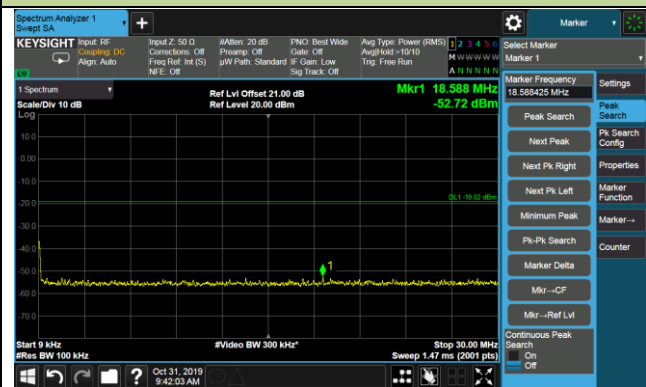 Spectrum Analyzer 1
Swept SA
+
Marker
KEYSIGHT
Input: RF
Coupling: DC
Align: Auto
Input Z: 50 Ω
Corrections: Off
Freq Ref: Int (S)
NFE: Off
#Atten: 20 dB
Preamp: Off
µW Path: Standard
PNO: Best Wide
Gate: Off
IF Gain: Low
Sig Track: Off
Avg Type: Power (RMS)
Avg|Hold:>10/10
Trig: Free Run
1 2 3 4 5 6
M W W W W W
A N N N N N
Select Marker
Marker 1
LXI
1 Spectrum
Scale/Div 10 dB
Log
Ref Lvl Offset 21.00 dB
Ref Level 20.00 dBm
Mkr1 18.588 MHz
-52.72 dBm
10.0
0.00
-10.0
-20.0
-30.0
-40.0
-50.0
-60.0
-70.0
DL1 -19.02 dBm
1
Start 9 kHz
#Res BW 100 kHz
#Video BW 300 kHz*
Stop 30.00 MHz
Sweep 1.47 ms (2001 pts)
Marker Frequency
18.588425 MHz
Peak Search
Next Peak
Next Pk Right
Next Pk Left
Minimum Peak
Pk-Pk Search
Marker Delta
Mkr→CF
Mkr→Ref Lvl
Continuous Peak
Search
On
Off
Settings
Peak
Search
Pk Search
Config
Properties
Marker
Function
Marker→
Counter
?
Oct 31, 2019
9:42:03 AM